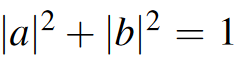 |a|² + |b|² = 1